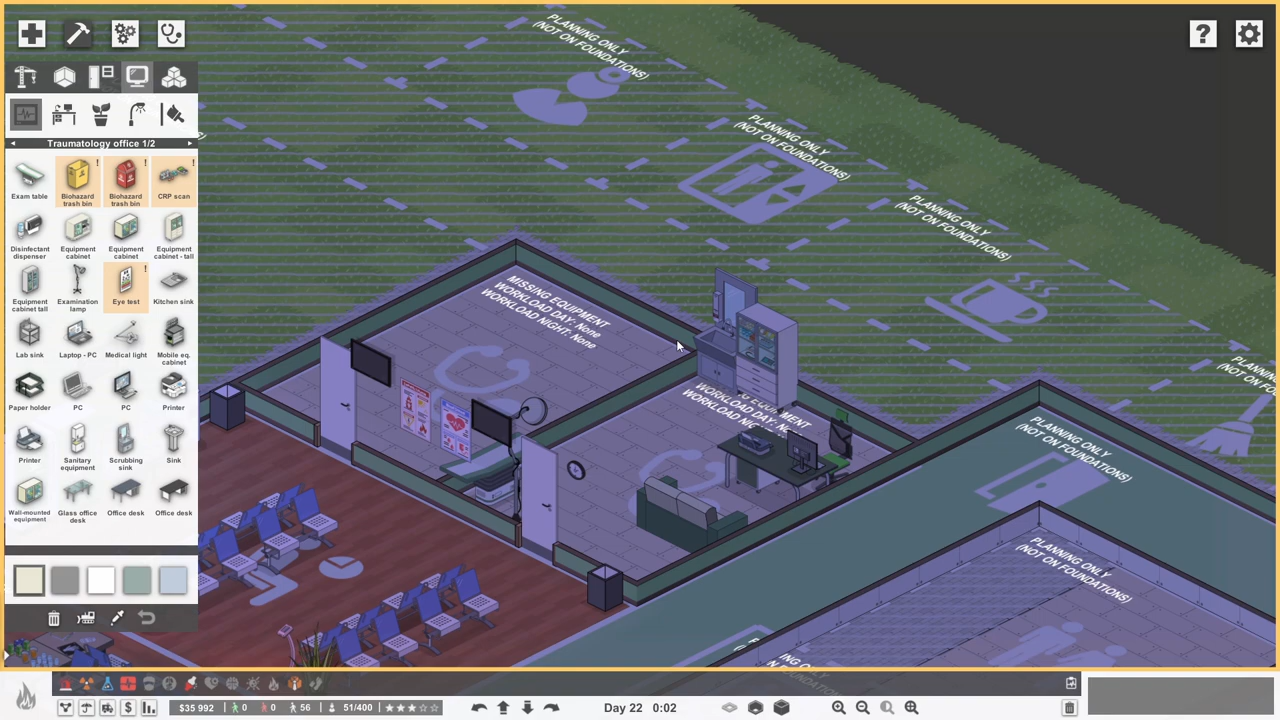 PLANNING ONLY
(NOT ON FOUNDATIONS)
PLANNING ONLY
(NOT ON FOUNDATIONS)
PLANNING ONLY
(NOT ON FOUNDATIONS)
Traumatology office 1/2
Exam table
Biohazard
trash bin
Biohazard
trash bin
CRP scan
Disinfectant
dispenser
Equipment
cabinet
Equipment
cabinet
Equipment
cabinet - tall
Equipment
cabinet tall
Examination
lamp
Eye test
Kitchen sink
Lab sink
Laptop - PC
Medical light
Mobile eq.
cabinet
Paper holder
PC
PC
Printer
Printer
Sanitary
equipment
Scrubbing
sink
Sink
Wall-mounted
equipment
Glass office
desk
Office desk
Office desk
MISSING EQUIPMENT
WORKLOAD DAY: None
WORKLOAD NIGHT: None
WORKLOAD DAY:
PLANNING ONLY
(NOT ON FOUNDATIONS)
PLANNING ONLY
(NOT ON FOUNDATIONS)
$35 992
0
0
56
51/400
Day 22 0:02